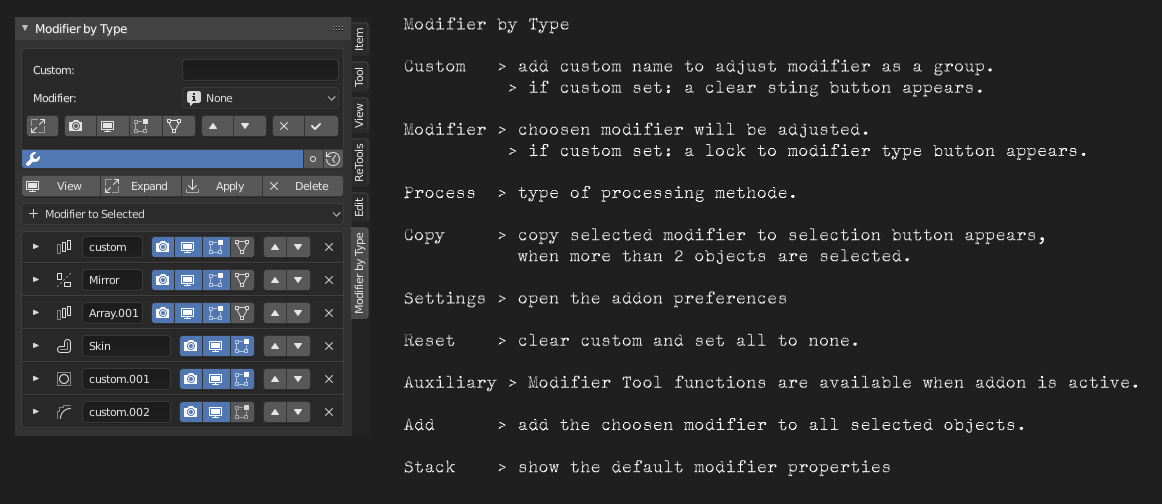 Modifier by Type
Custom:
Modifier:
None
View
Expand
Apply
Delete
Modifier to Selected
custom
Mirror
Array.001
Skin
custom.001
custom.002
Item
Tool
View
ReTools
Edit
Modifier by Type
Modifier by Type
Custom > add custom name to adjust modifier as a group.
> if custom set: a clear sting button appears.
Modifier > choosen modifier will be adjusted.
> if custom set: a lock to modifier type button appears.
Process > type of processing methode.
Copy > copy selected modifier to selection button appears,
when more than 2 objects are selected.
Settings > open the addon preferences
Reset > clear custom and set all to none.
Auxiliary > Modifier Tool functions are available when addon is active.
Add > add the choosen modifier to all selected objects.
Stack > show the default modifier properties